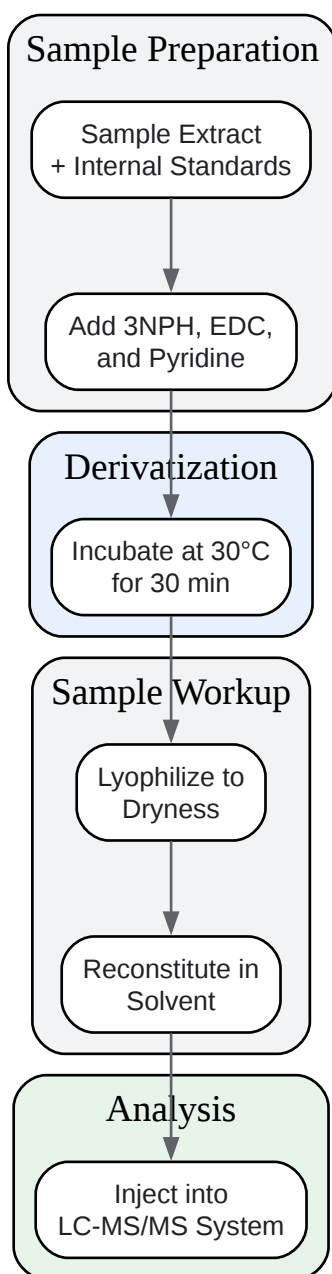 Sample Preparation
Sample Extract
+ Internal Standards
Add 3NPH, EDC,
and Pyridine
Derivatization
Incubate at 30°C
for 30 min
Sample Workup
Lyophilize to
Dryness
Reconstitute in
Solvent
Analysis
Inject into
LC-MS/MS System